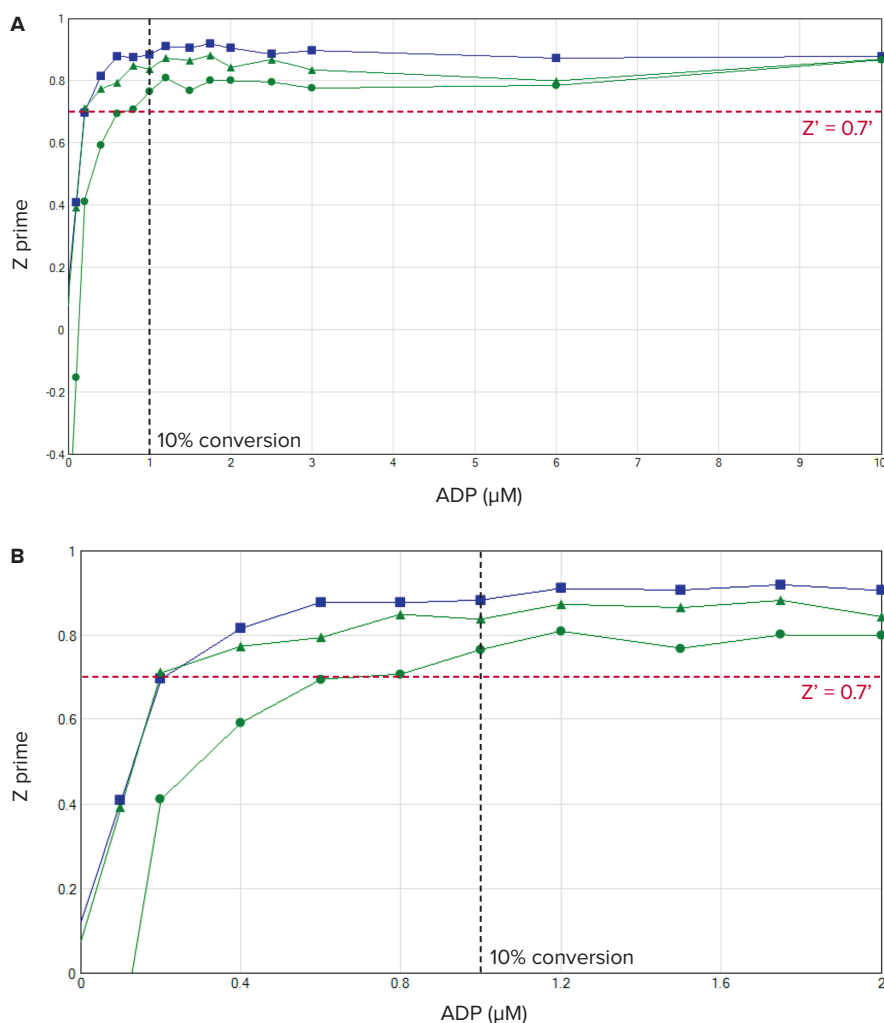 A
1
0.8
0.6
0.4
0.2
0
-0.2
-0.4
Z prime
Z' = 0.7'
10% conversion
0 1 2 3 4 5 6 7 8 9 10
ADP (µM)
B
1
0.8
0.6
0.4
0.2
0
Z prime
Z' = 0.7'
10% conversion
0 0.4 0.8 1.2 1.6 2
ADP (µM)